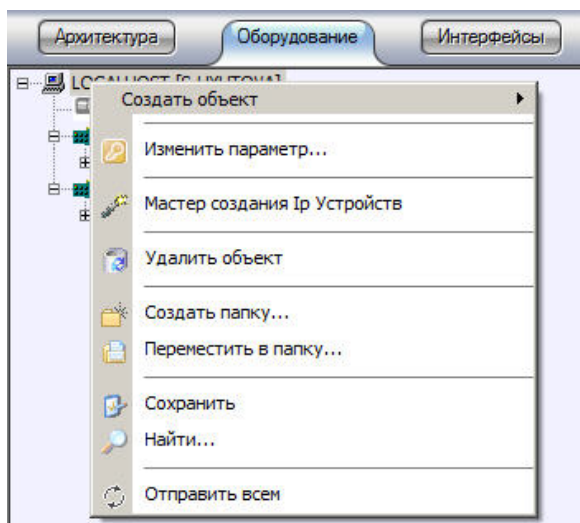 Архитектура Оборудование Интерфейсы
Создать объект
Изменить параметр...
Мастер создания Ip Устройств
Удалить объект
Создать папку...
Переместить в папку...
Сохранить
Найти...
Отправить всем